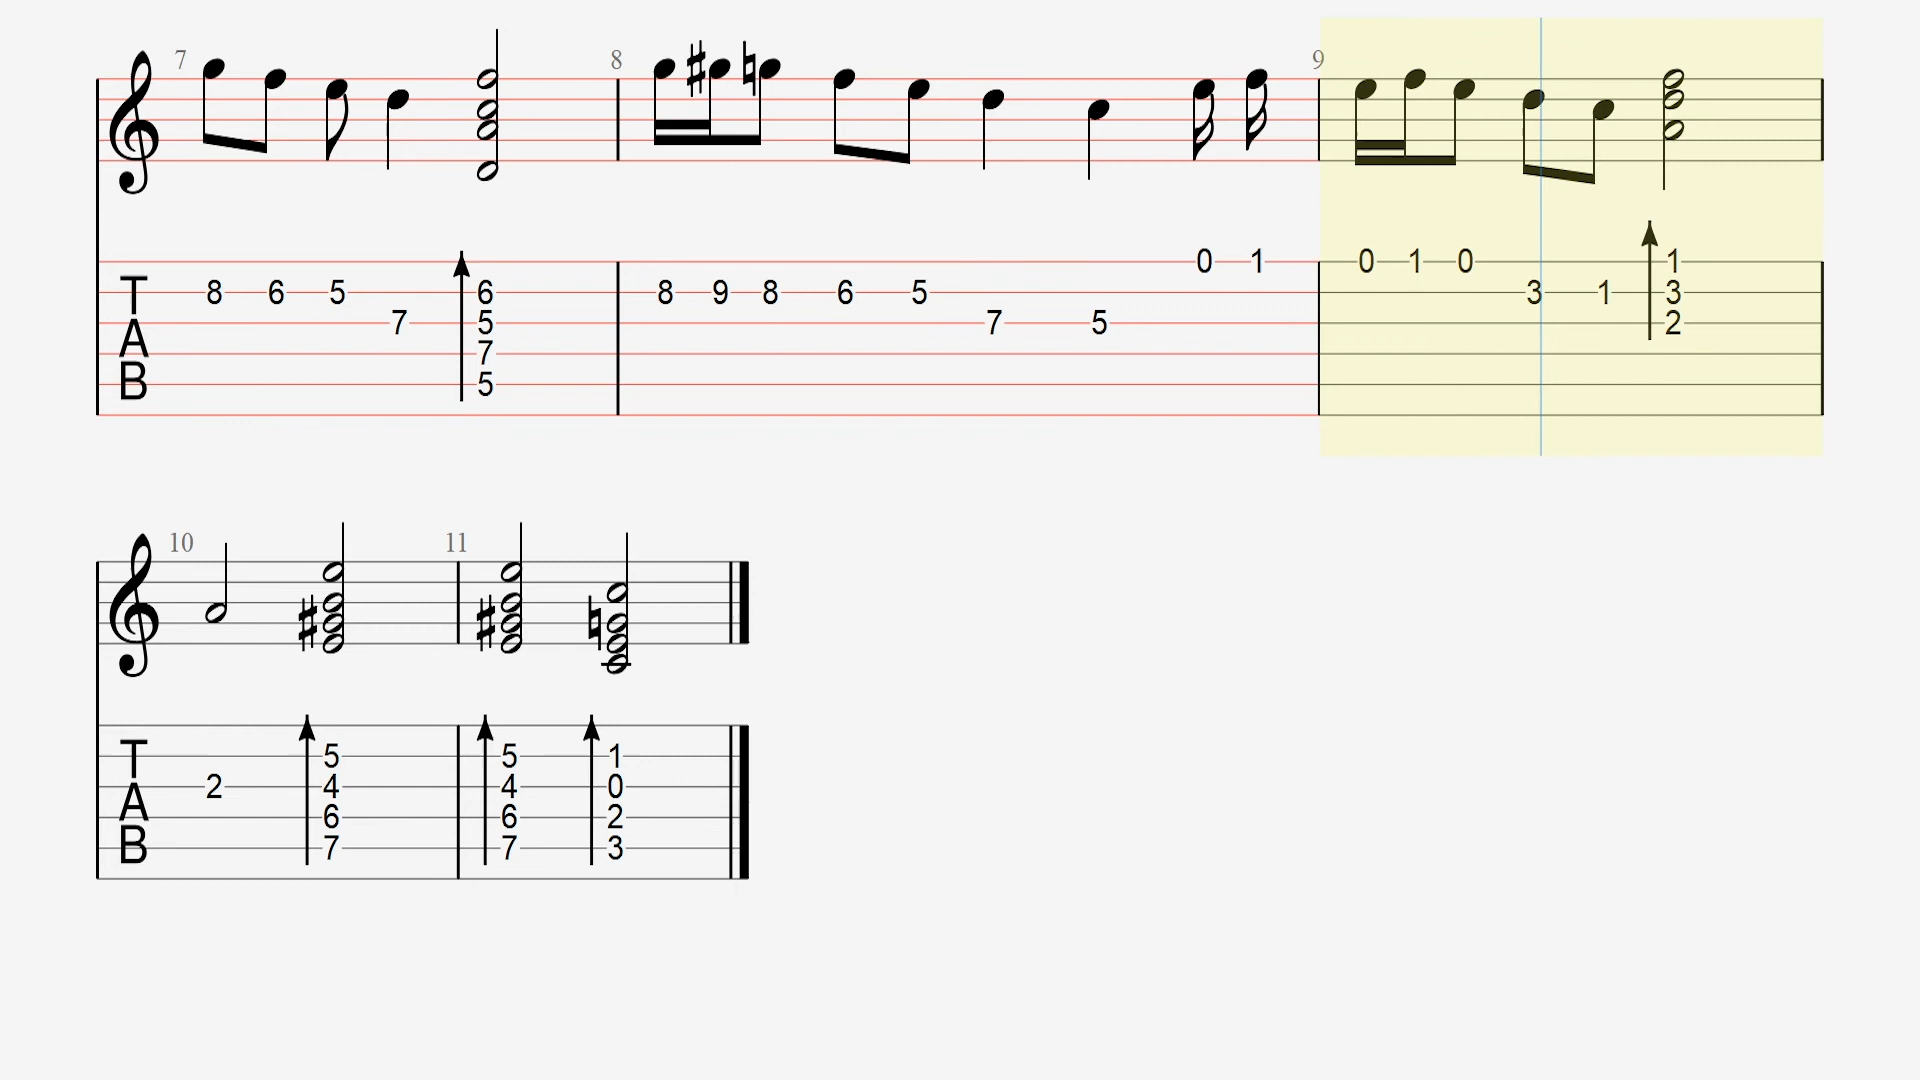 7 8 9
0 1 0 1 0 1
T 8 6 5 6 8 9 8 6 5 3 1 3
A 7 5 7 5 2
7
B 5
10 11
T 5 5 1
2 4 4 0
A 6 6 2
B 7 7 3